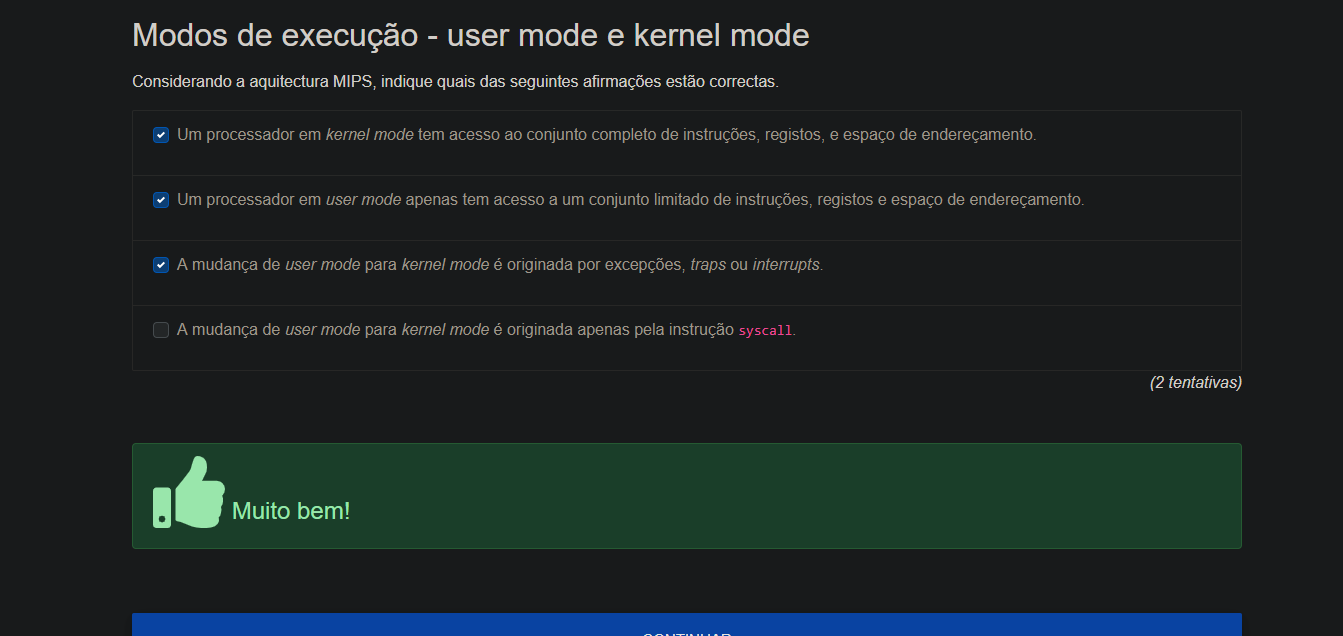 Modos de execução - user mode e kernel mode
Considerando a aquitectura MIPS, indique quais das seguintes afirmações estão correctas.
Um processador em kernel mode tem acesso ao conjunto completo de instruções, registos, e espaço de endereçamento.
Um processador em user mode apenas tem acesso a um conjunto limitado de instruções, registos e espaço de endereçamento.
A mudança de user mode para kernel mode é originada por excepções, traps ou interrupts.
A mudança de user mode para kernel mode é originada apenas pela instrução syscall.
(2 tentativas)
Muito bem!
CONTINUAR